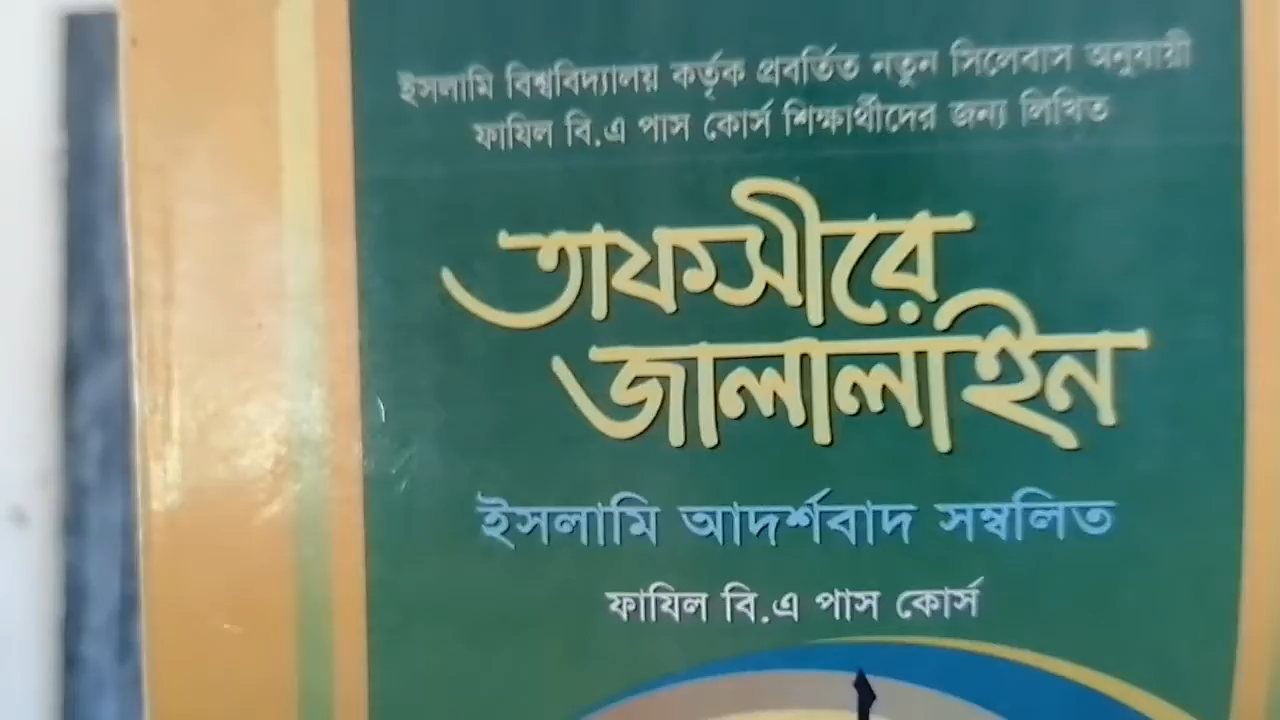 ইসলামি বিশ্ববিদ্যালয় কর্তৃক প্রবর্তিত নতুন সিলেবাস অনুযায়ী
ফাযিল বি.এ পাস কোর্স শিক্ষার্থীদের জন্য লিখিত
তাফসীরে
জালালাইন
ইসলামি আদর্শবাদ সম্বলিত
ফাযিল বি.এ পাস কোর্স